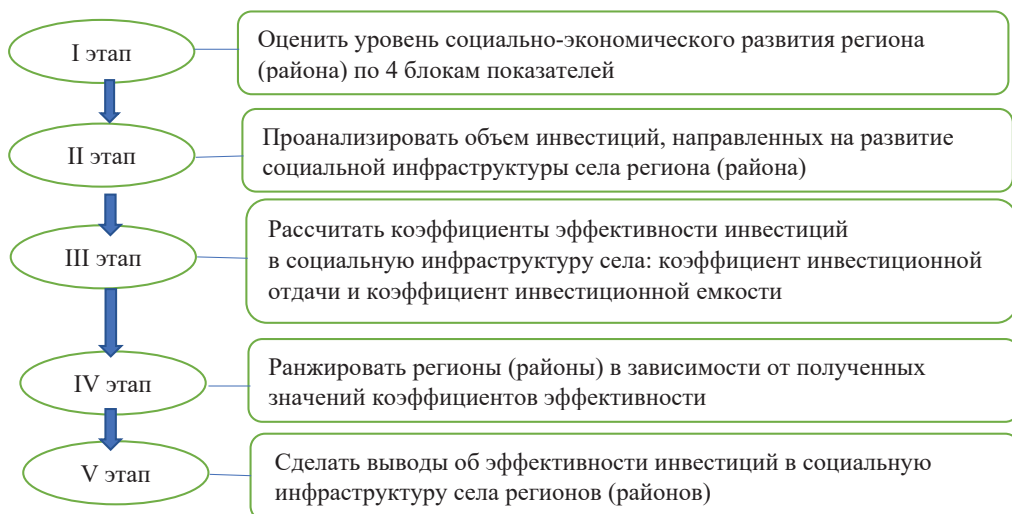 I этап
Оценить уровень социально-экономического развития региона
(района) по 4 блокам показателей
II этап
Проанализировать объем инвестиций, направленных на развитие
социальной инфраструктуры села региона (района)
III этап
Рассчитать коэффициенты эффективности инвестиций
в социальную инфраструктуру села: коэффициент инвестиционной
отдачи и коэффициент инвестиционной емкости
IV этап
Ранжировать регионы (районы) в зависимости от полученных
значений коэффициентов эффективности
V этап
Сделать выводы об эффективности инвестиций в социальную
инфраструктуру села регионов (районов)